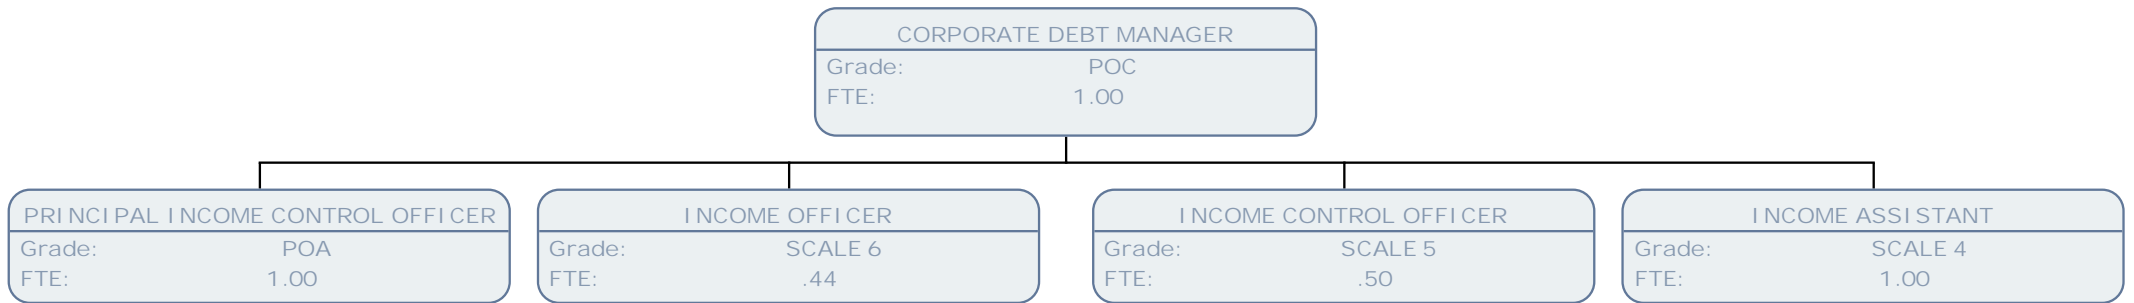 CORPORATE DEBT MANAGER
Grade: POC
FTE: 1.00
PRINCIPAL INCOME CONTROL OFFICER
Grade: POA
FTE: 1.00
INCOME OFFICER
Grade: SCALE 6
FTE: .44
INCOME CONTROL OFFICER
Grade: SCALE 5
FTE: .50
INCOME ASSISTANT
Grade: SCALE 4
FTE: 1.00